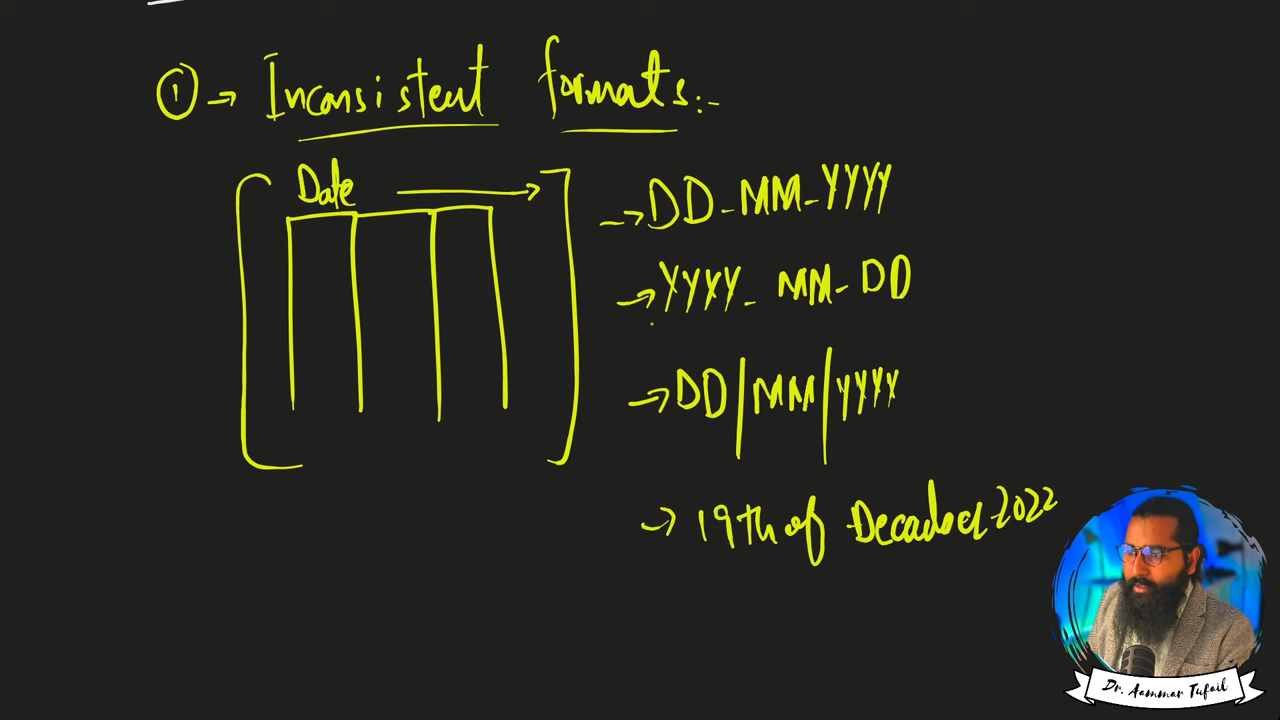 ① → Inconsistent formats:-
Date →
→ DD-MM-YYYY
→ YYYY-MM-DD
→ DD|MM|YYYY
→ 19th of 2022
Dr. Aammar Tufail